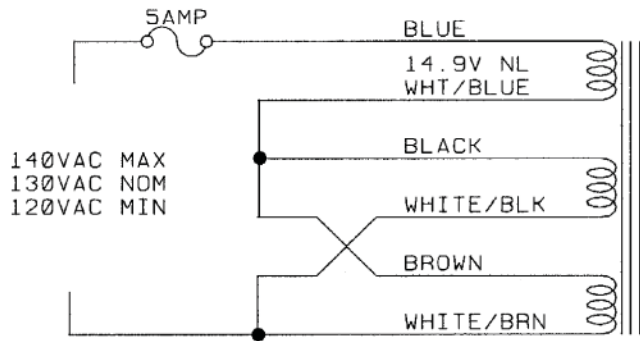 5AMP
BLUE
14.9V NL
WHT/BLUE
BLACK
140VAC MAX
130VAC NOM
120VAC MIN
WHITE/BLK
BROWN
WHITE/BRN